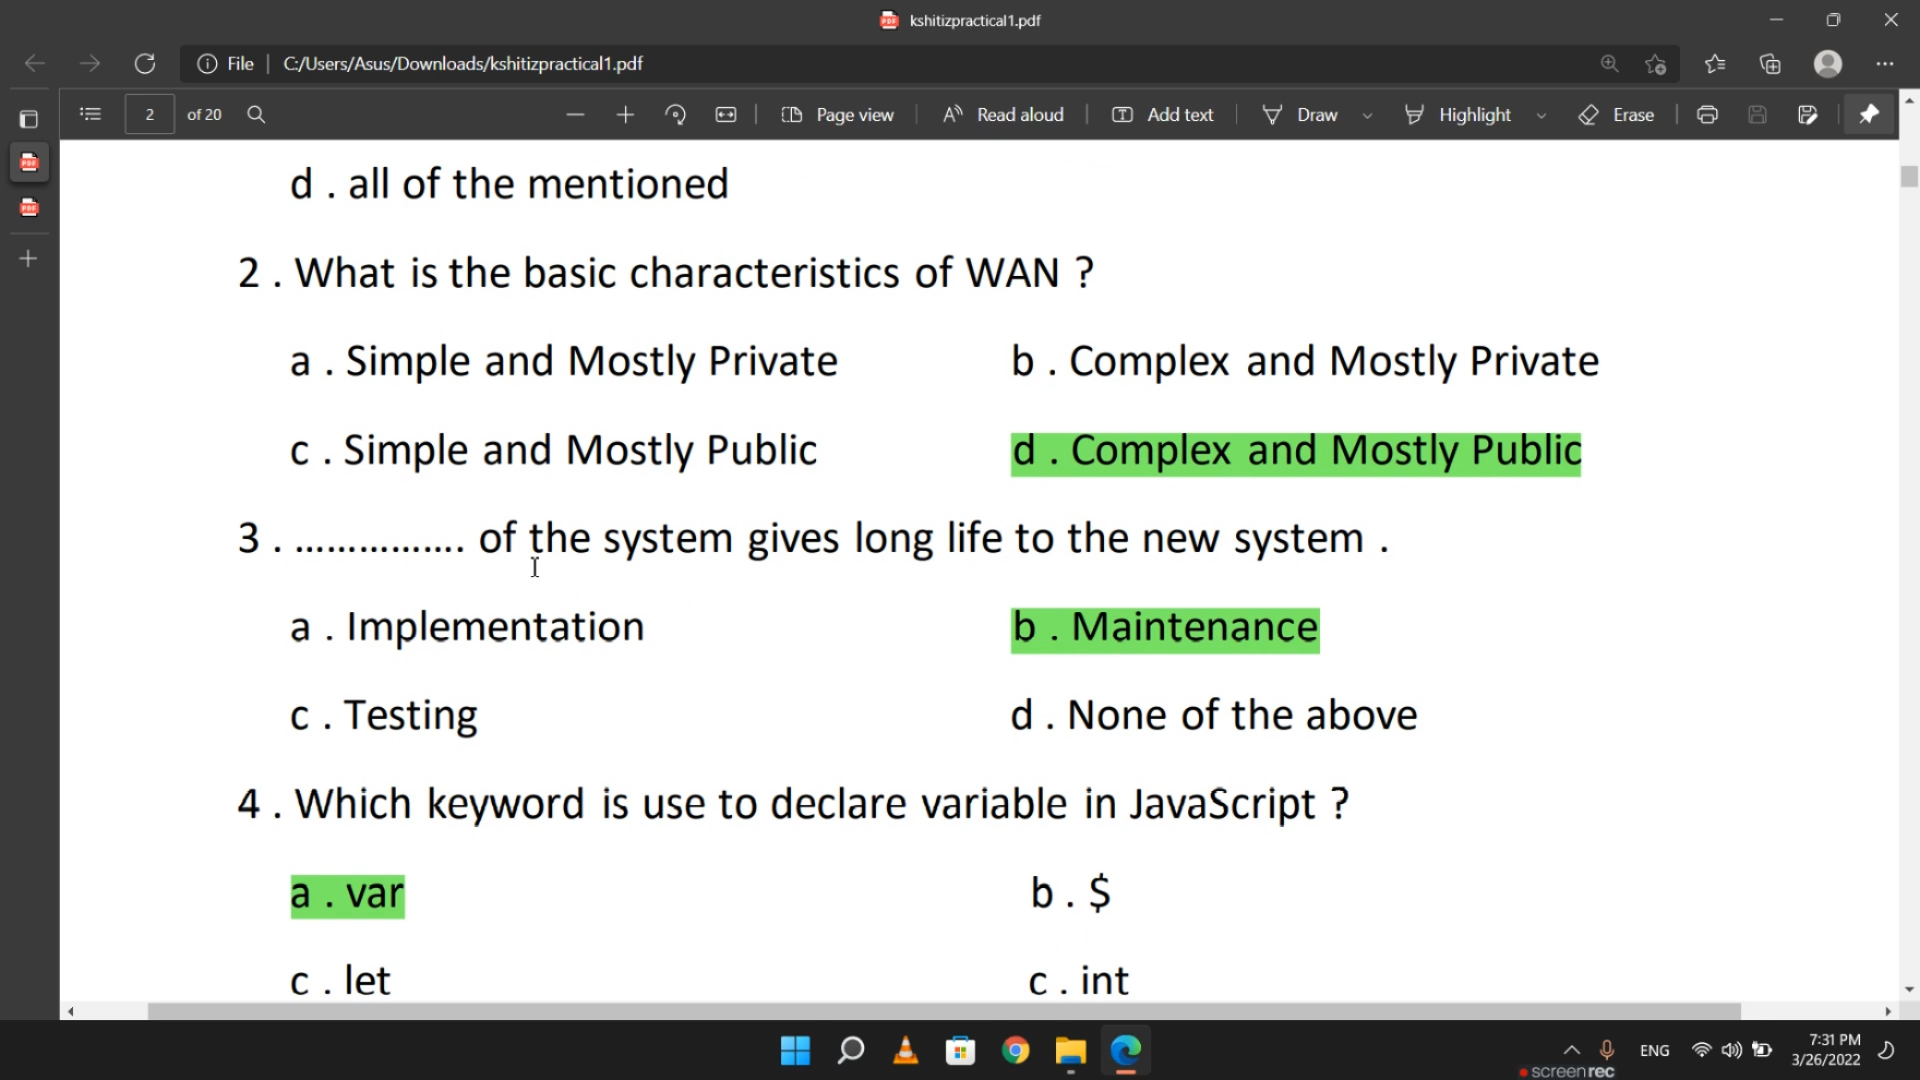 kshitizpractical1.pdf
File C:/Users/Asus/Downloads/kshitizpractical1.pdf
2 of 20 Page view Read aloud Add text Draw Highlight Erase
d . all of the mentioned
2 . What is the basic characteristics of WAN ?
a . Simple and Mostly Private b . Complex and Mostly Private
c . Simple and Mostly Public d . Complex and Mostly Public
3 . ................ of the system gives long life to the new system .
a . Implementation b . Maintenance
c . Testing d . None of the above
4 . Which keyword is use to declare variable in JavaScript ?
a . var b . $
c . let c . int
ENG 7:31 PM
3/26/2022
screenrec